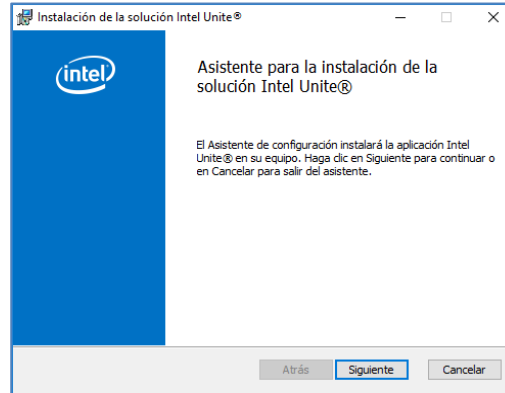 Instalación de la solución Intel Unite®
intel
Asistente para la instalación de la
solución Intel Unite®
El Asistente de configuración instalará la aplicación Intel
Unite® en su equipo. Haga clic en Siguiente para continuar o
en Cancelar para salir del asistente.
Atrás Siguiente Cancelar